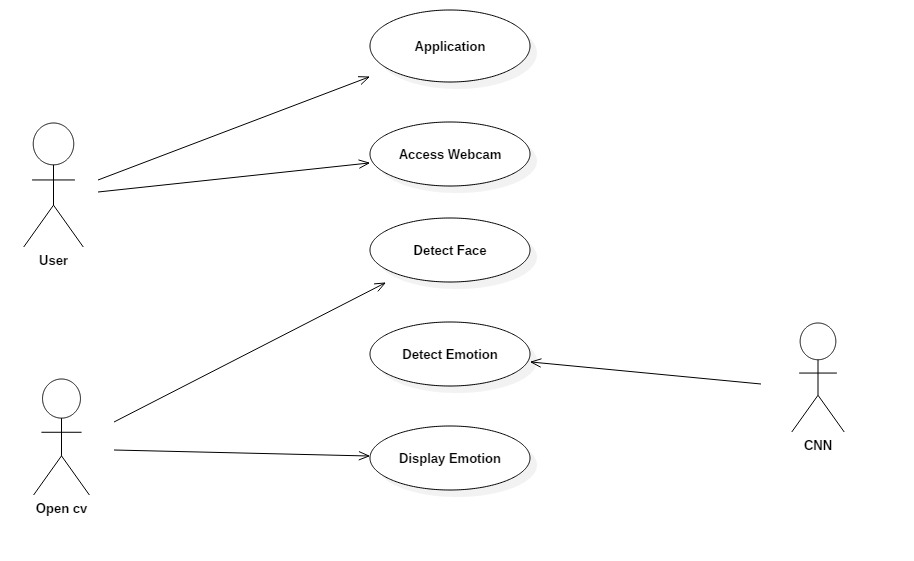 Application
Access Webcam
User
Detect Face
Detect Emotion
CNN
Display Emotion
Open cv